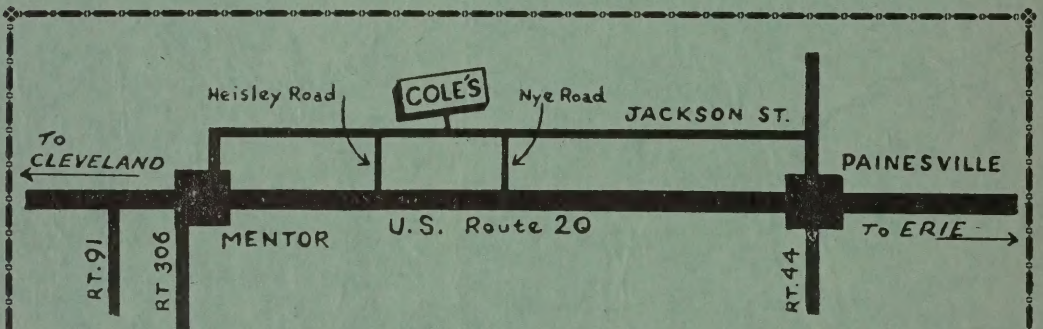 COLE'S
Heisley Road
Nye Road
JACKSON ST.
TO
CLEVELAND
PAINESVILLE
MENTOR
U.S. Route 20
TO ERIE
RT. 91
RT 306
RT. 44